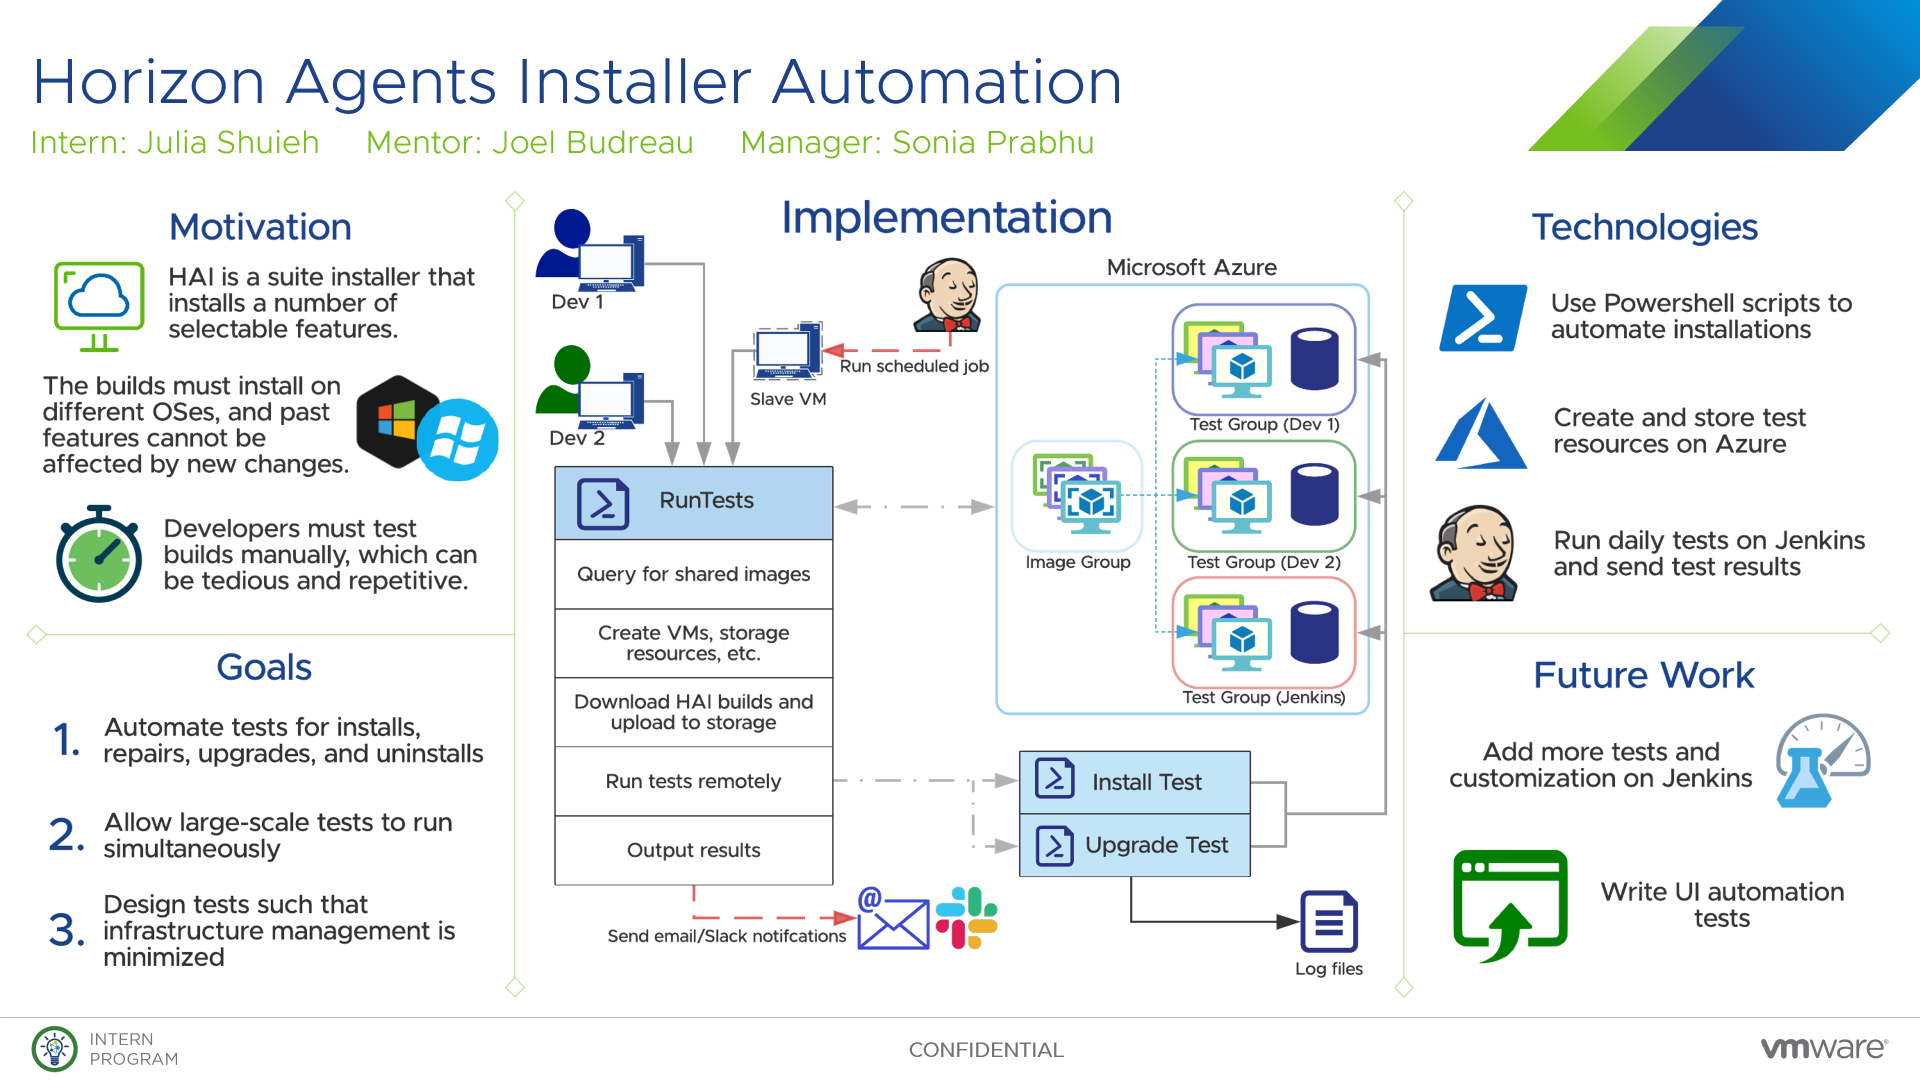 Horizon Agents Installer Automation
Intern: Julia Shuieh Mentor: Joel Budreau Manager: Sonia Prabhu
Motivation
HAI is a suite installer that
installs a number of
selectable features.
The builds must install on
different OSes, and past
features cannot be
affected by new changes.
Developers must test
builds manually, which can
be tedious and repetitive.
Goals
1. Automate tests for installs,
repairs, upgrades, and uninstalls
2. Allow large-scale tests to run
simultaneously
3. Design tests such that
infrastructure management is
minimized
Implementation
Dev 1
Dev 2
Slave VM
Run scheduled job
RunTests
Query for shared images
Create VMs, storage
resources, etc.
Download HAI builds and
upload to storage
Run tests remotely
Output results
@
Send email/Slack notifcations
Microsoft Azure
Image Group
Test Group (Dev 1)
Test Group (Dev 2)
Test Group (Jenkins)
Install Test
Upgrade Test
Log files
Technologies
Use Powershell scripts to
automate installations
Create and store test
resources on Azure
Run daily tests on Jenkins
and send test results
Future Work
Add more tests and
customization on Jenkins
Write UI automation
tests
INTERN
PROGRAM
CONFIDENTIAL
vmware®